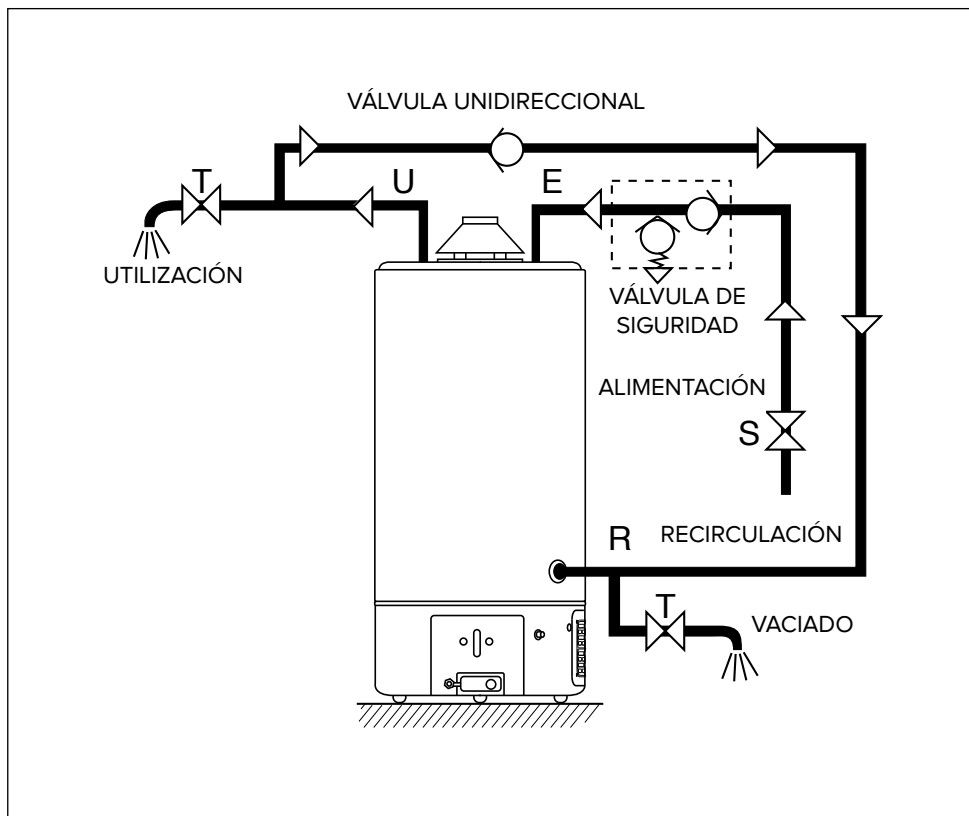 VÁLVULA UNIDIRECCIONAL
T
U
E
UTILIZACIÓN
VÁLVULA DE
SIGURIDAD
ALIMENTACIÓN
S
R
RECIRCULACIÓN
T
VACIADO